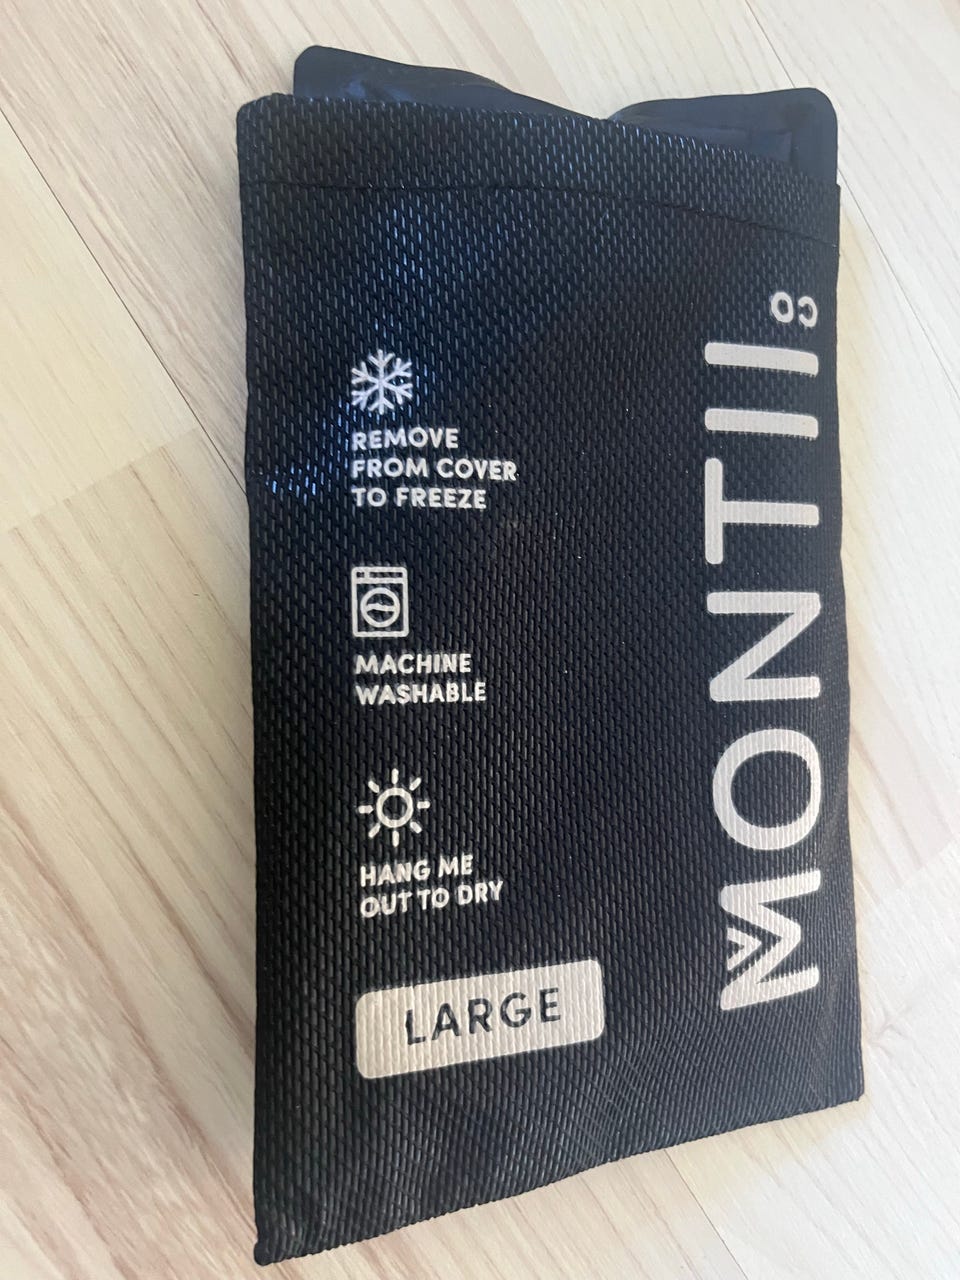 REMOVE
FROM COVER
TO FREEZE
MACHINE
WASHABLE
HANG ME
OUT TO DRY
LARGE
MONTII
CO